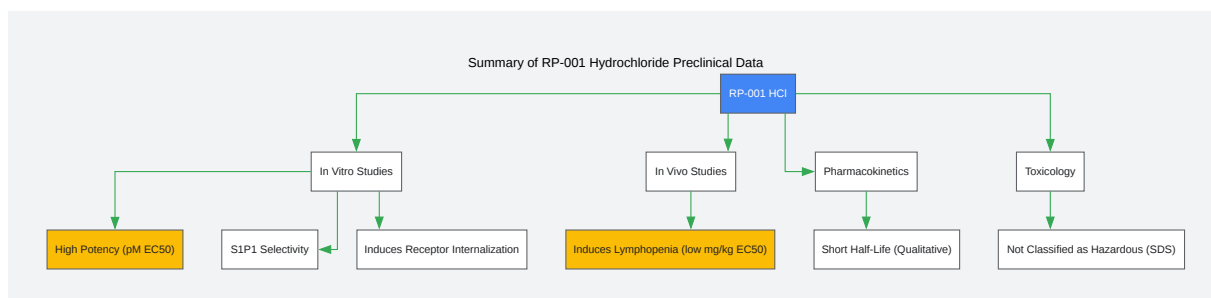 Summary of RP-001 Hydrochloride Preclinical Data
RP-001 HCl
In Vitro Studies
In Vivo Studies
Pharmacokinetics
Toxicology
High Potency (pM EC50)
S1P1 Selectivity
Induces Receptor Internalization
Induces Lymphopenia (low mg/kg EC50)
Short Half-Life (Qualitative)
Not Classified as Hazardous (SDS)